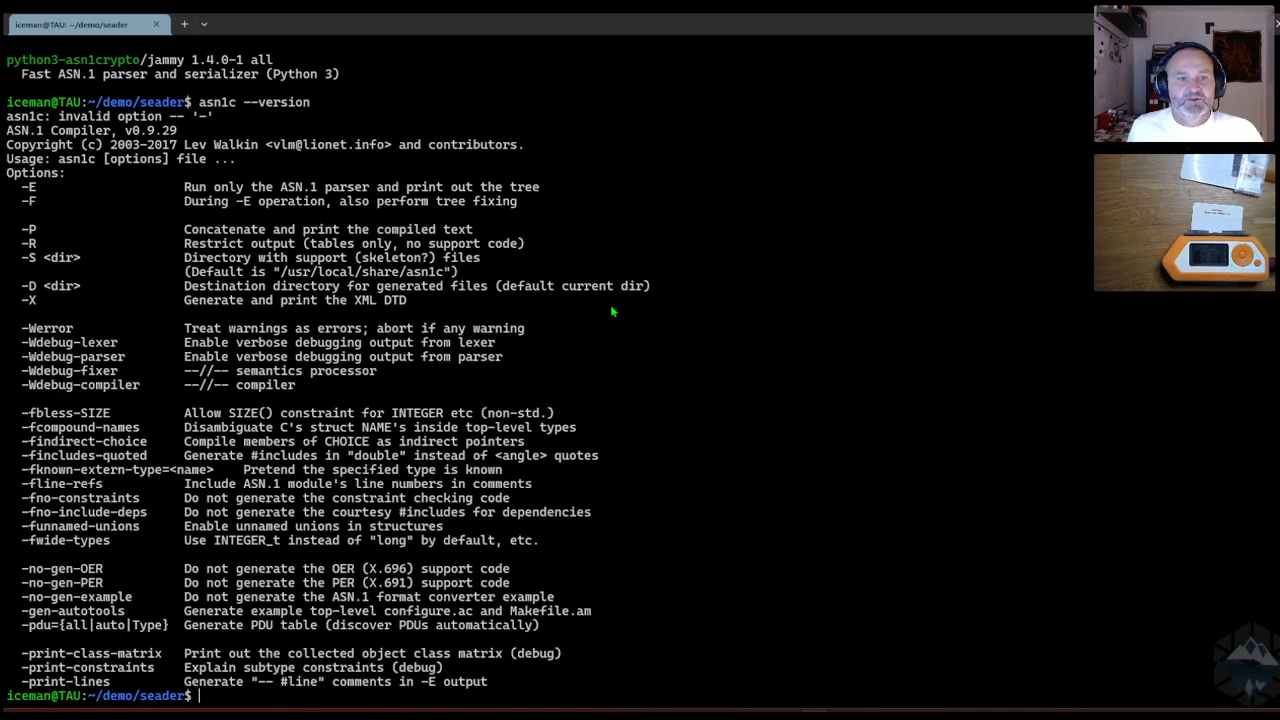 iceman@TAU: ~/demo/seader
python3-asn1crypto/jammy 1.4.0-1 all
Fast ASN.1 parser and serializer (Python 3)
iceman@TAU:~/demo/seader$ asn1c --version
asn1c: invalid option -- '-'
ASN.1 Compiler, v0.9.29
Copyright (c) 2003-2017 Lev Walkin <vlm@lionet.info> and contributors.
Usage: asn1c [options] file ...
Options:
-E Run only the ASN.1 parser and print out the tree
-F During -E operation, also perform tree fixing
-P Concatenate and print the compiled text
-R Restrict output (tables only, no support code)
-S <dir> Directory with support (skeleton?) files
(Default is "/usr/local/share/asn1c")
-D <dir> Destination directory for generated files (default current dir)
-X Generate and print the XML DTD
-Werror Treat warnings as errors; abort if any warning
-Wdebug-lexer Enable verbose debugging output from lexer
-Wdebug-parser Enable verbose debugging output from parser
-Wdebug-fixer --//-- semantics processor
-Wdebug-compiler --//-- compiler
-fbless-SIZE Allow SIZE() constraint for INTEGER etc (non-std.)
-fcompound-names Disambiguate C's struct NAME's inside top-level types
-findirect-choice Compile members of CHOICE as indirect pointers
-fincludes-quoted Generate #includes in "double" instead of <angle> quotes
-fknown-extern-type=<name> Pretend the specified type is known
-fline-refs Include ASN.1 module's line numbers in comments
-fno-constraints Do not generate the constraint checking code
-fno-include-deps Do not generate the courtesy #includes for dependencies
-funnamed-unions Enable unnamed unions in structures
-fwide-types Use INTEGER_t instead of "long" by default, etc.
-no-gen-OER Do not generate the OER (X.696) support code
-no-gen-PER Do not generate the PER (X.691) support code
-no-gen-example Do not generate the ASN.1 format converter example
-gen-autotools Generate example top-level configure.ac and Makefile.am
-pdu={all|auto|Type} Generate PDU table (discover PDUs automatically)
-print-class-matrix Print out the collected object class matrix (debug)
-print-constraints Explain subtype constraints (debug)
-print-lines Generate "-- #line" comments in -E output
iceman@TAU:~/demo/seader$